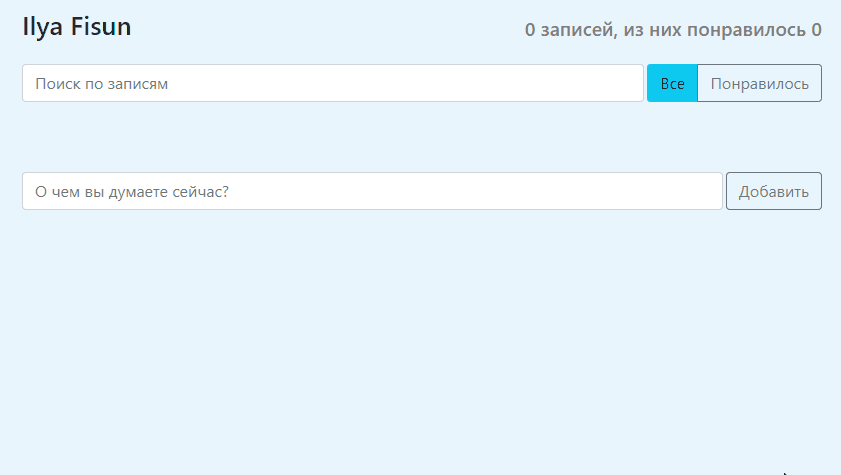 Ilya Fisun
0 записей, из них понравилось 0
Поиск по записям
Все
Понравилось
О чем вы думаете сейчас?
Добавить